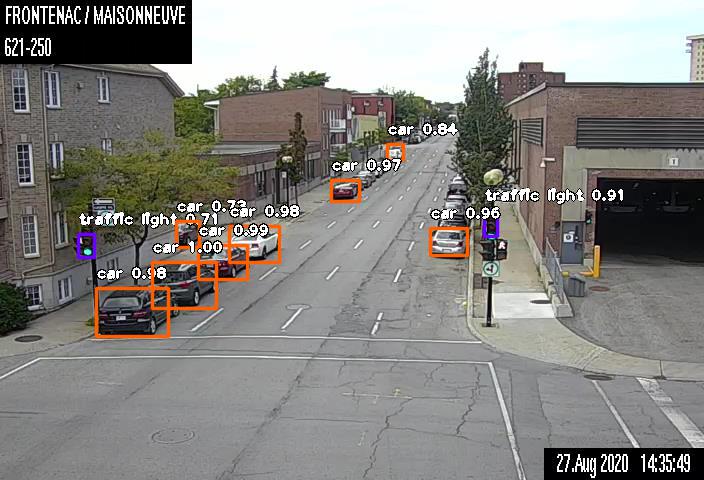 FRONTENAC / MAISONNEUVE
621-250
car 0.84
car 0.97
traffic light 0.91
car 0.73
car 0.98
traffic light 0.71
car 0.96
car 0.99
car 1.00
car 0.98
27.Aug 2020 14:35:49